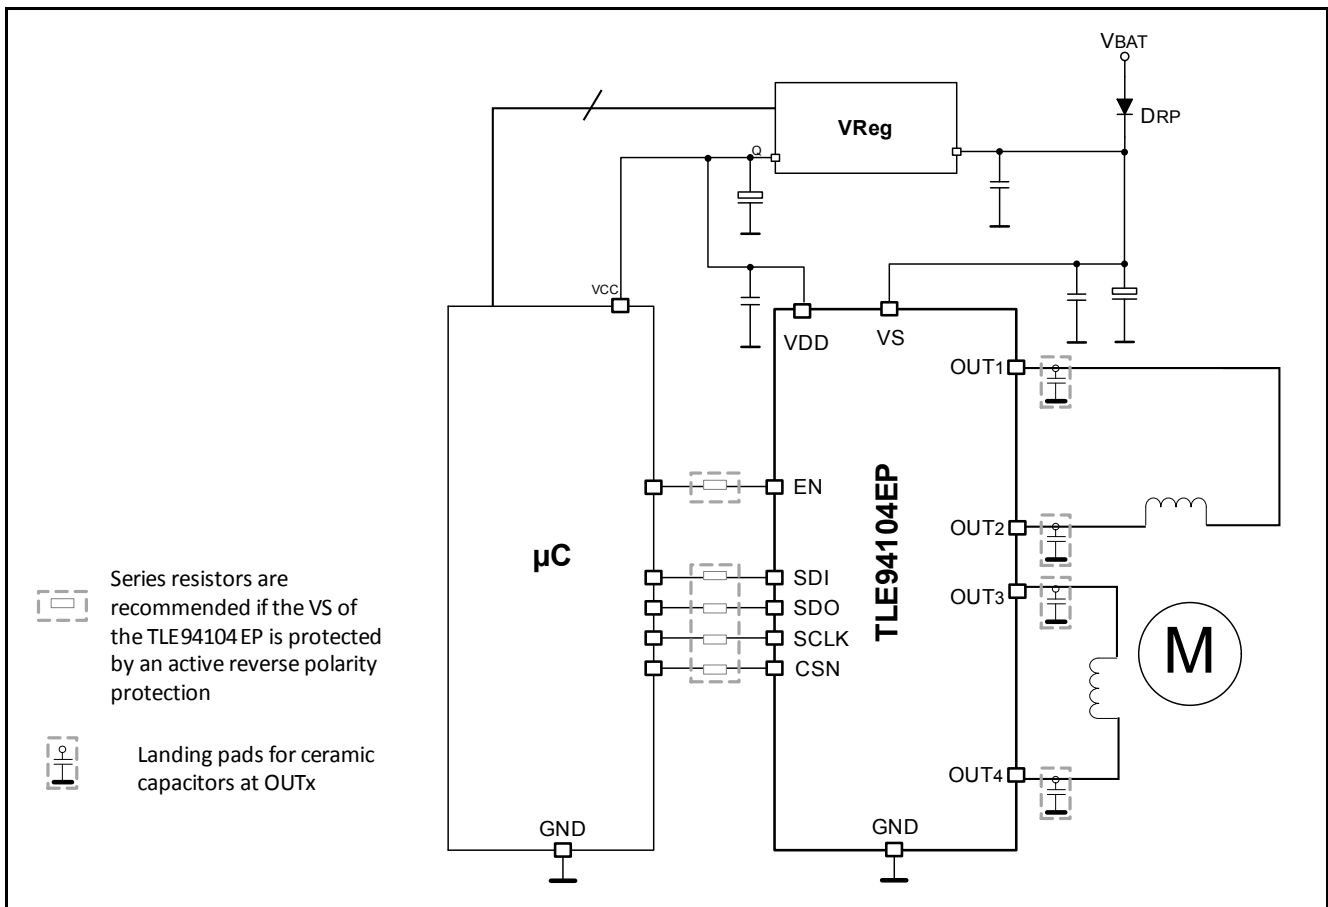 VBAT
DRP
VReg
Q
VCC
VDD
VS
OUT1
EN
OUT2
µC
TLE94104EP
SDI
OUT3
SDO
SCLK
CSN
M
Series resistors are
recommended if the VS of
the TLE94104EP is protected
by an active reverse polarity
protection
Landing pads for ceramic
capacitors at OUTx
OUT4
GND
GND